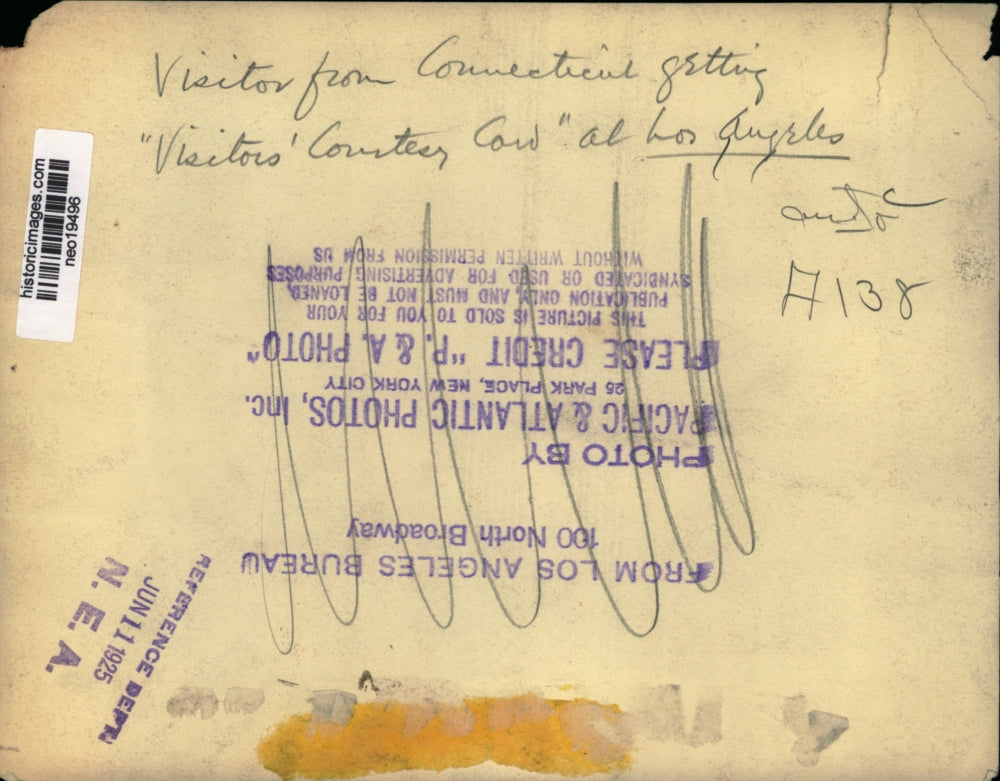 Visitor from Connecticut getting
"Visitors' Courtesy Card" at Los Angeles
A138
historicimages.com
neo19496
FROM LOS ANGELES BUREAU
100 North Broadway
PHOTO BY
PACIFIC & ATLANTIC PHOTOS, Inc.
25 PARK PLACE, NEW YORK CITY
PLEASE CREDIT "P. & A. PHOTO"
THIS PICTURE IS SOLD TO YOU FOR YOUR
PUBLICATION ONLY AND MUST NOT BE LOANED,
SYNDICATED OR USED FOR ADVERTISING PURPOSES
WITHOUT WRITTEN PERMISSION FROM US
REFERENCE DEPT.
JUN 11 1925
N. E. A.